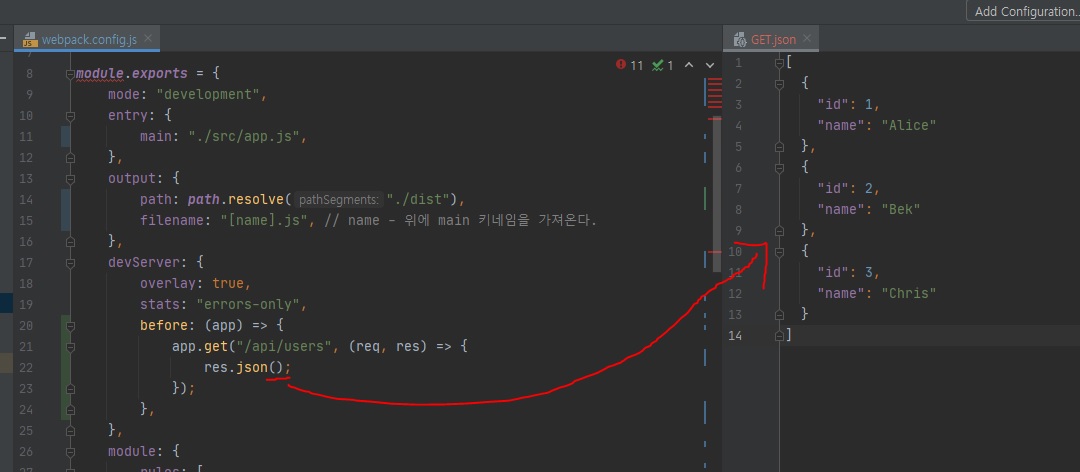 Add Configuration..
webpack.config.js
GET.json
11 1
8 module.exports = {
9 mode: "development",
10 entry: {
11 main: "./src/app.js",
12 },
13 output: {
14 path: path.resolve( pathSegments: "./dist"),
15 filename: "[name].js", // name - 위에 main 키네임을 가져온다.
16 },
17 devServer: {
18 overlay: true,
19 stats: "errors-only",
20 before: (app) => {
21 app.get("/api/users", (req, res) => {
22 res.json();
23 });
24 },
25 },
26 module: {
27 rules: [
1 [
2 {
3 "id": 1,
4 "name": "Alice"
5 },
6 {
7 "id": 2,
8 "name": "Bek"
9 },
10 {
11 "id": 3,
12 "name": "Chris"
13 }
14 ]